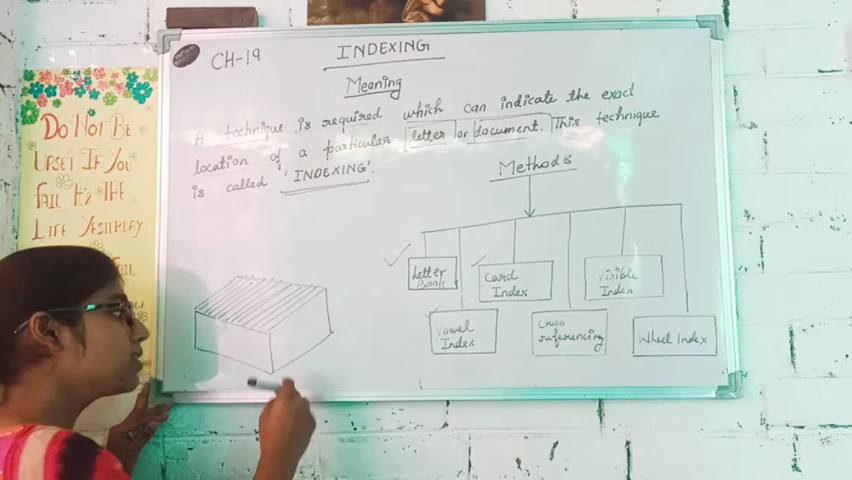 CH-19
INDEXING
Meaning
A technique is required which can indicate the exact
location of a particular letter or document. This technique
is called 'INDEXING'.
Methods
Letter
Book
Card
Index
Visible
Index
Vowel
Index
Cross
referencing
Wheel Index
DO NOT BE
UPSET IF YOU
FAIL IT'S THE
LIFE YESTERDAY